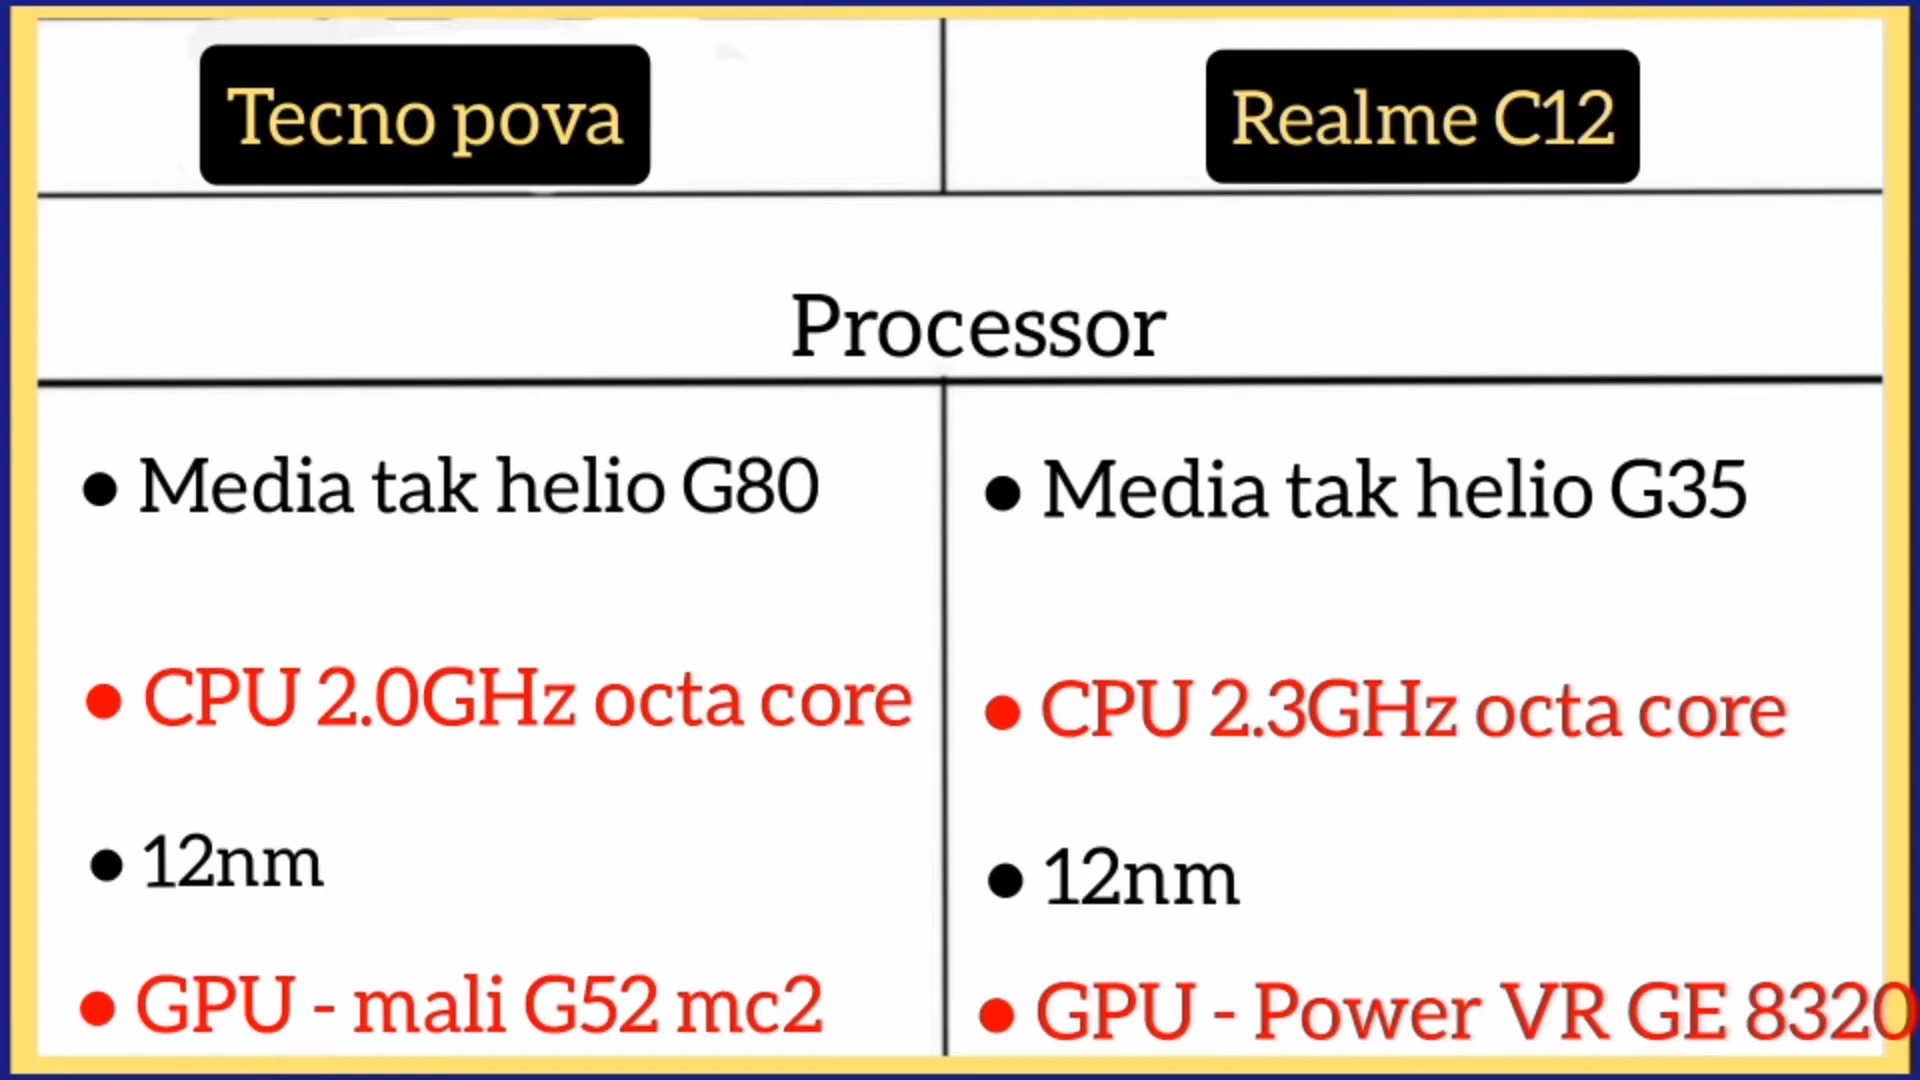 Tecno pova
Realme C12
Processor
• Media tak helio G80
• Media tak helio G35
• CPU 2.0GHz octa core
• CPU 2.3GHz octa core
• 12nm
• 12nm
• GPU - mali G52 mc2
• GPU - Power VR GE 8320